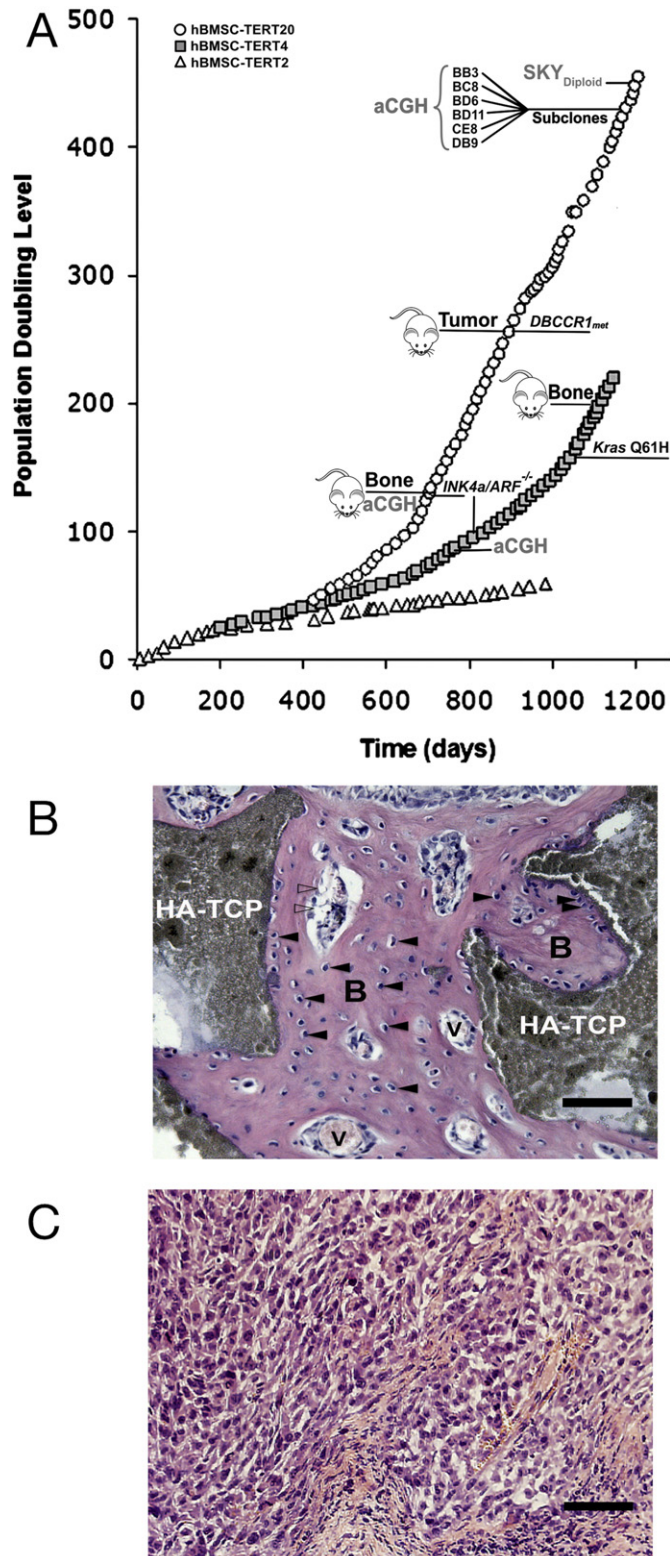 A
500
400
300
200
100
0
Population Doubling Level
hBMSC-TERT20
hBMSC-TERT4
hBMSC-TERT2
aCGH
BB3
BC8
BD6
BD11
CE8
DB9
SKY Diploid
Subclones
Tumor
DBCCR1met
Bone
Kras Q61H
Bone
aCGH
INK4a/ARF-/-
aCGH
0 200 400 600 800 1000 1200
Time (days)
B
HA-TCP
B
B
HA-TCP
V
V
C